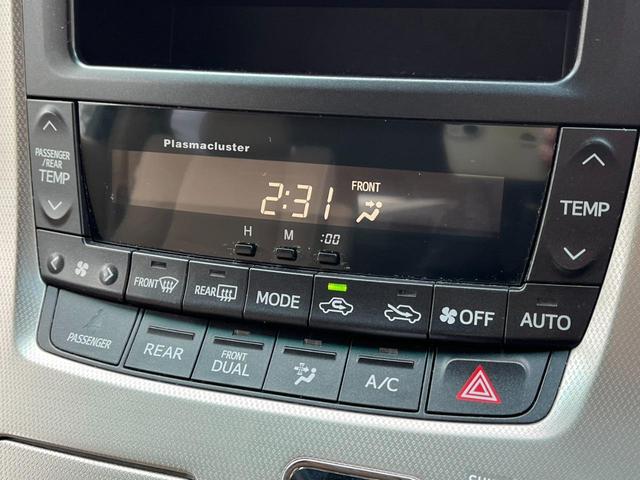 Plasmacluster
PASSENGER
/REAR
TEMP
2:31
FRONT
H M :00
TEMP
FRONT
REAR
MODE
OFF
AUTO
PASSENGER
REAR
FRONT
DUAL
A/C